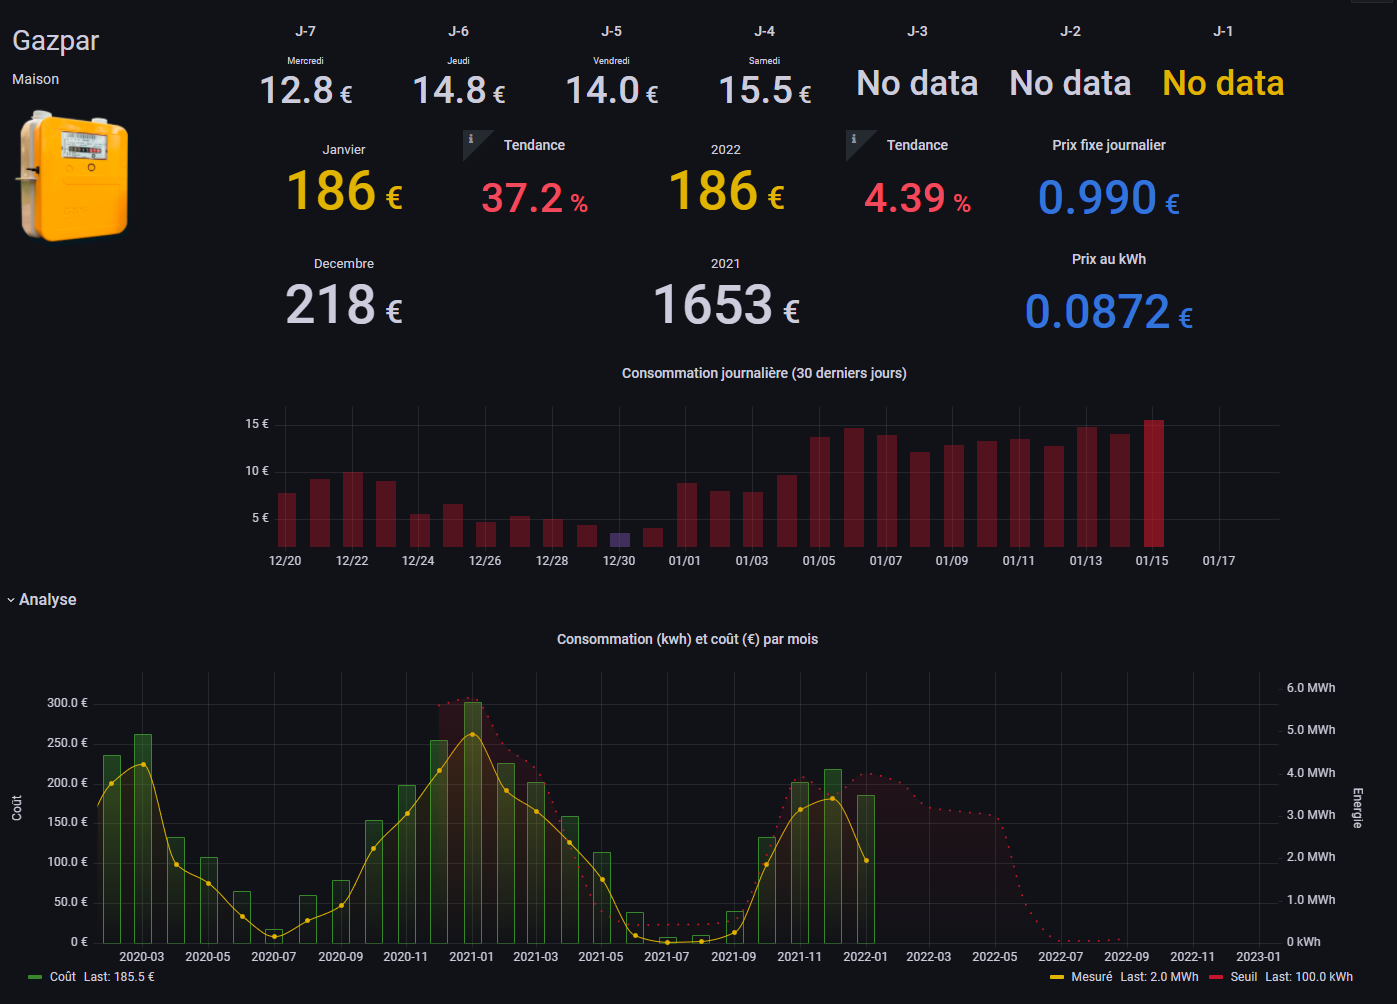 Gazpar
Maison
J-7 J-6 J-5 J-4 J-3 J-2 J-1
Mercredi Jeudi Vendredi Samedi
12.8 € 14.8 € 14.0 € 15.5 € No data No data No data
Janvier Tendance 2022 Tendance Prix fixe journalier
186 € 37.2 % 186 € 4.39 % 0.990 €
Decembre 2021 Prix au kWh
218 € 1653 € 0.0872 €
Consommation journalière (30 derniers jours)
15 €
10 €
5 €
12/20 12/22 12/24 12/26 12/28 12/30 01/01 01/03 01/05 01/07 01/09 01/11 01/13 01/15 01/17
Analyse
Consommation (kwh) et coût (€) par mois
Coût
300.0 €
250.0 €
200.0 €
150.0 €
100.0 €
50.0 €
0 €
6.0 MWh
5.0 MWh
4.0 MWh
3.0 MWh
2.0 MWh
1.0 MWh
0 kWh
Energie
2020-03 2020-05 2020-07 2020-09 2020-11 2021-01 2021-03 2021-05 2021-07 2021-09 2021-11 2022-01 2022-03 2022-05 2022-07 2022-09 2022-11 2023-01
Coût Last: 185.5 € Mesuré Last: 2.0 MWh Seuil Last: 100.0 kWh